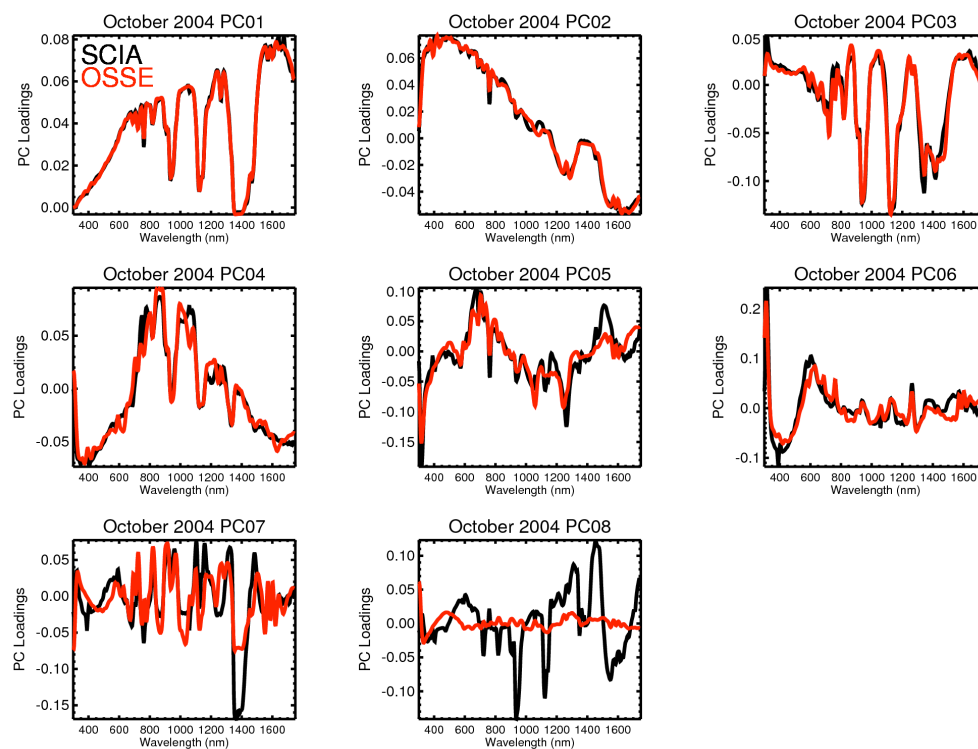 October 2004 PC01
SCIA
OSSE
PC Loadings
0.08
0.06
0.04
0.02
0.00
400 600 800 1000 1200 1400 1600
Wavelength (nm)
October 2004 PC02
PC Loadings
0.06
0.04
0.02
0.00
-0.02
-0.04
400 600 800 1000 1200 1400 1600
Wavelength (nm)
October 2004 PC03
PC Loadings
0.05
0.00
-0.05
-0.10
400 600 800 1000 1200 1400 1600
Wavelength (nm)
October 2004 PC04
PC Loadings
0.05
0.00
-0.05
400 600 800 1000 1200 1400 1600
Wavelength (nm)
October 2004 PC05
PC Loadings
0.10
0.05
0.00
-0.05
-0.10
-0.15
400 600 800 1000 1200 1400 1600
Wavelength (nm)
October 2004 PC06
PC Loadings
0.2
0.1
0.0
-0.1
400 600 800 1000 1200 1400 1600
Wavelength (nm)
October 2004 PC07
PC Loadings
0.05
0.00
-0.05
-0.10
-0.15
400 600 800 1000 1200 1400 1600
Wavelength (nm)
October 2004 PC08
PC Loadings
0.10
0.05
0.00
-0.05
-0.10
400 600 800 1000 1200 1400 1600
Wavelength (nm)